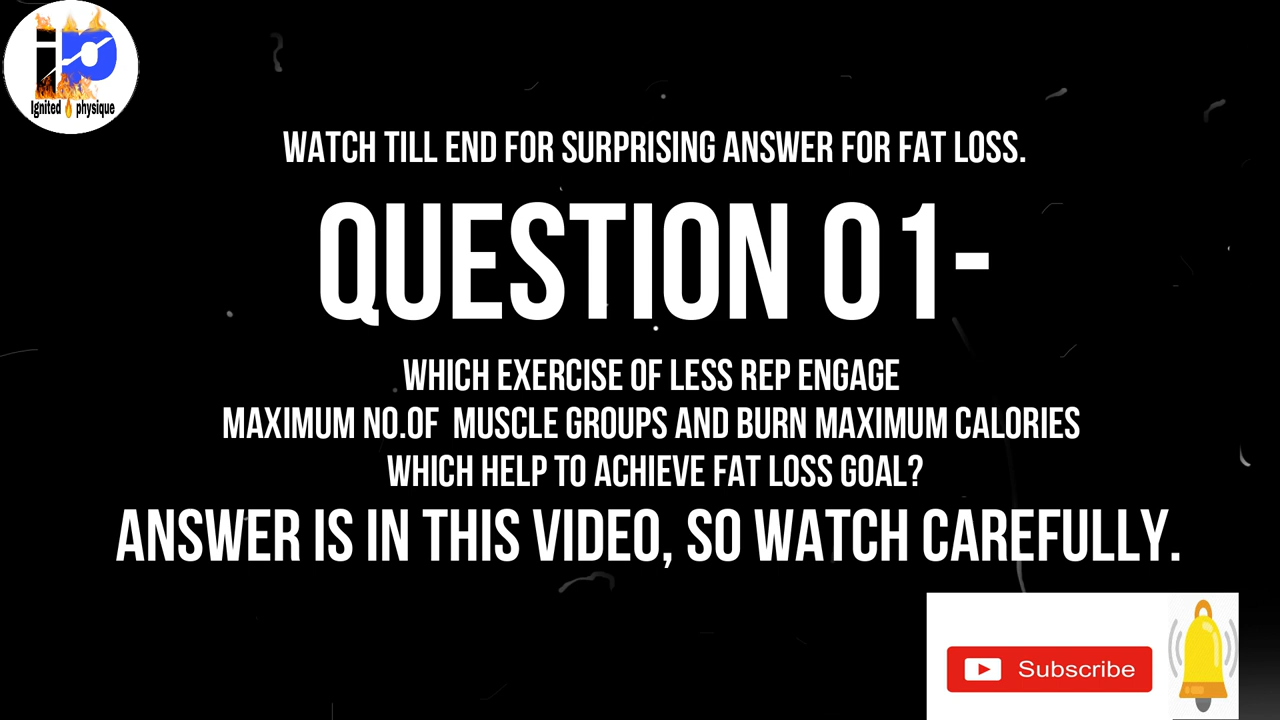 ip
Ignited physique
WATCH TILL END FOR SURPRISING ANSWER FOR FAT LOSS.
QUESTION 01-
WHICH EXERCISE OF LESS REP ENGAGE
MAXIMUM NO.OF MUSCLE GROUPS AND BURN MAXIMUM CALORIES
WHICH HELP TO ACHIEVE FAT LOSS GOAL?
ANSWER IS IN THIS VIDEO, SO WATCH CAREFULLY.
Subscribe